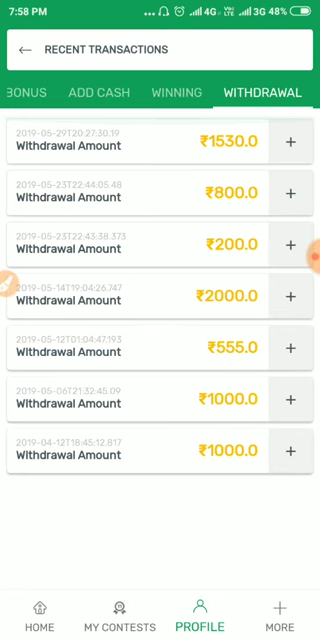 7:58 PM ... 4G Vo) LTE 3G 48%
RECENT TRANSACTIONS
BONUS ADD CASH WINNING WITHDRAWAL
2019-05-29T20:27:30.19
Withdrawal Amount ₹1530.0 +
2019-05-23T22:44:05.48
Withdrawal Amount ₹800.0 +
2019-05-23T22:43:38.373
Withdrawal Amount ₹200.0 +
2019-05-14T19:04:26.747
Withdrawal Amount ₹2000.0 +
2019-05-12T01:04:47.193
Withdrawal Amount ₹555.0 +
2019-05-06T21:32:45.09
Withdrawal Amount ₹1000.0 +
2019-04-12T18:45:12.817
Withdrawal Amount ₹1000.0 +
HOME MY CONTESTS PROFILE MORE